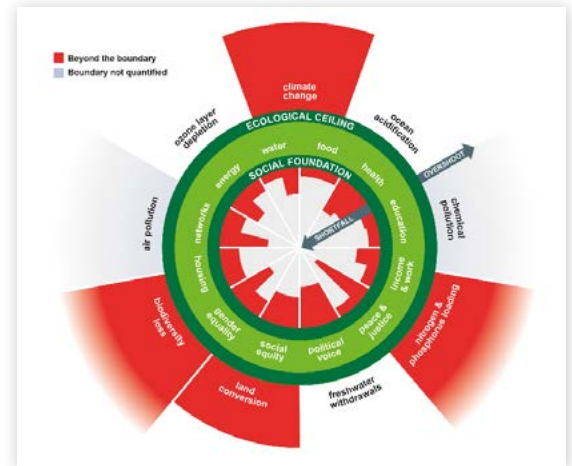 Beyond the boundary
Boundary not quantified
climate
change
ozone layer
depletion
ocean
acidification
ECOLOGICAL CEILING
water
food
energy
health
SOCIAL FOUNDATION
OVERSHOOT
SHORTFALL
networks
education
air pollution
chemical
pollution
housing
income
& work
gender
equality
peace &
justice
social
equity
political
voice
biodiversity
loss
nitrogen &
phosphorus loading
land
conversion
freshwater
withdrawals